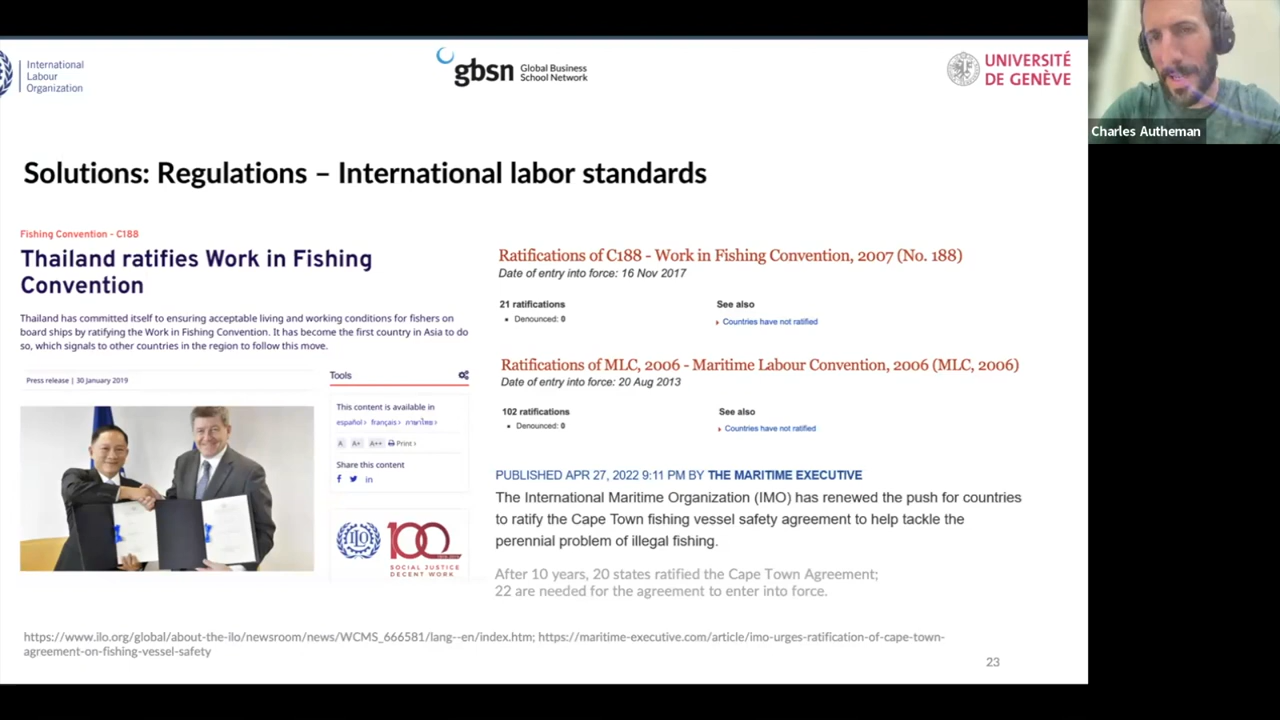 International
Labour
Organization
gbsn Global Business
School Network
UNIVERSITÉ
DE GENÈVE
Charles Autheman
Solutions: Regulations – International labor standards
Fishing Convention - C188
Thailand ratifies Work in Fishing
Convention
Thailand has committed itself to ensuring acceptable living and working conditions for fishers on
board ships by ratifying the Work in Fishing Convention. It has become the first country in Asia to do
so, which signals to other countries in the region to follow this move.
Press release | 30 January 2019
Tools
This content is available in
español › français › ภาษาไทย ›
A A+ A++ Print ›
Share this content
f in
ILO 100
SOCIAL JUSTICE
DECENT WORK
Ratifications of C188 - Work in Fishing Convention, 2007 (No. 188)
Date of entry into force: 16 Nov 2017
21 ratifications
• Denounced: 0
See also
Countries have not ratified
Ratifications of MLC, 2006 - Maritime Labour Convention, 2006 (MLC, 2006)
Date of entry into force: 20 Aug 2013
102 ratifications
• Denounced: 0
See also
Countries have not ratified
PUBLISHED APR 27, 2022 9:11 PM BY THE MARITIME EXECUTIVE
The International Maritime Organization (IMO) has renewed the push for countries
to ratify the Cape Town fishing vessel safety agreement to help tackle the
perennial problem of illegal fishing.
After 10 years, 20 states ratified the Cape Town Agreement;
22 are needed for the agreement to enter into force.
https://www.ilo.org/global/about-the-ilo/newsroom/news/WCMS_666581/lang--en/index.htm; https://maritime-executive.com/article/imo-urges-ratification-of-cape-town-
agreement-on-fishing-vessel-safety
23